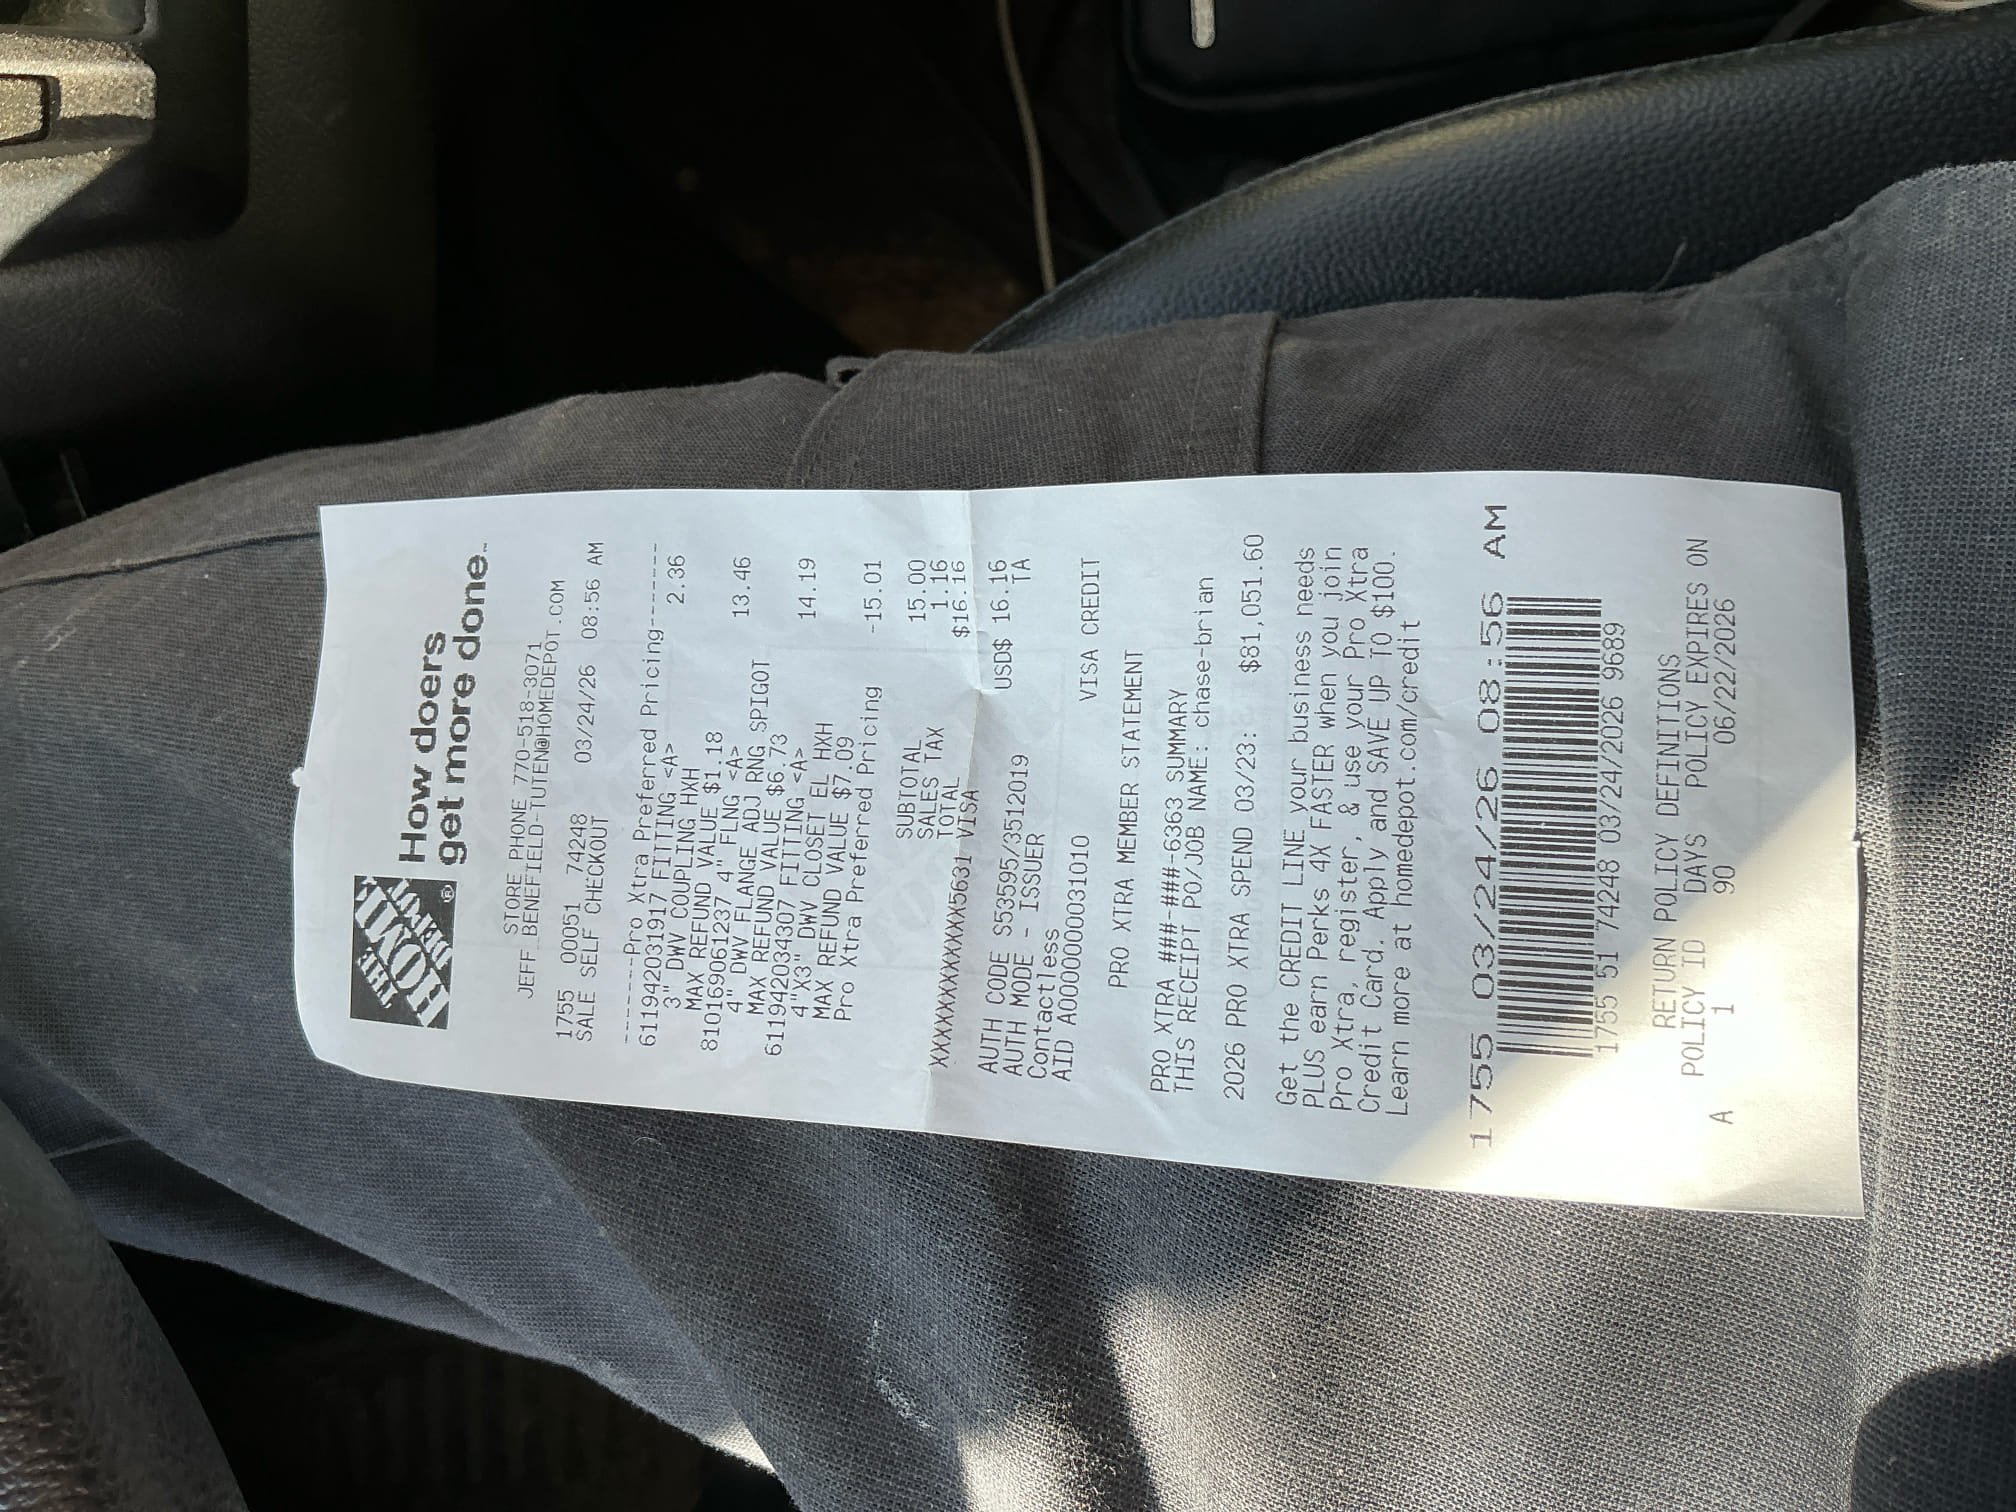 THE
HOME
DEPOT
®
How doers
get more done.™
STORE PHONE 770-518-3071
JEFF_BENEFIELD-TUTEN@HOMEDEPOT.COM
1755 00051 74248 03/24/26 08:56 AM
SALE SELF CHECKOUT
-------Pro Xtra Preferred Pricing------
611942031917 FITTING <A> 2.36
3" DWV COUPLING HXH
MAX REFUND VALUE $1.18
810169061237 4" FLNG <A> 13.46
4" DWV FLANGE ADJ RNG SPIGOT
MAX REFUND VALUE $6.73
611942034307 FITTING <A> 14.19
4"X3" DWV CLOSET EL HXH
MAX REFUND VALUE $7.09
Pro Xtra Preferred Pricing -15.01
SUBTOTAL 15.00
SALES TAX 1.16
TOTAL $16.16
XXXXXXXXXXXX5631 VISA
USD$ 16.16
AUTH CODE S53595/3512019 TA
AUTH MODE - ISSUER
Contactless
AID A0000000031010 VISA CREDIT
PRO XTRA MEMBER STATEMENT
PRO XTRA ###-###-6363 SUMMARY
THIS RECEIPT PO/JOB NAME: chase-brian
2026 PRO XTRA SPEND 03/23: $81,051.60
Get the CREDIT LINE your business needs
PLUS earn Perks 4X FASTER when you join
Pro Xtra, register, & use your Pro Xtra
Credit Card. Apply and SAVE UP TO $100.
Learn more at homedepot.com/credit
1755 03/24/26 08:56 AM
1755 51 74248 03/24/2026 9689
RETURN POLICY DEFINITIONS
POLICY ID DAYS POLICY EXPIRES ON
A 1 90 06/22/2026